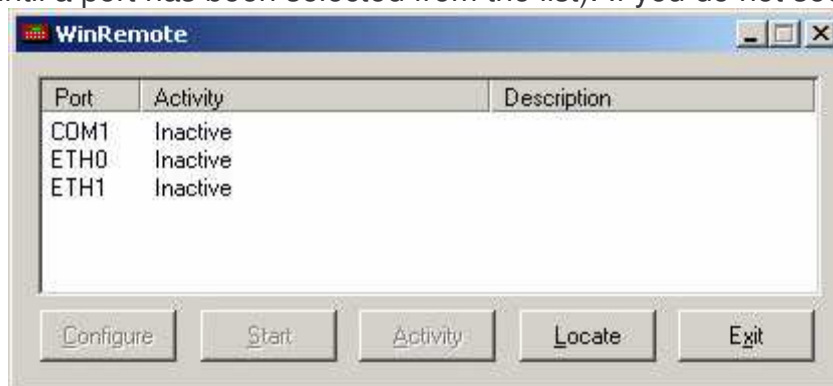 until a port has been selected from the list). If you do not see
WinRemote
Port Activity Description
COM1 Inactive
ETH0 Inactive
ETH1 Inactive
Configure Start Activity Locate Exit